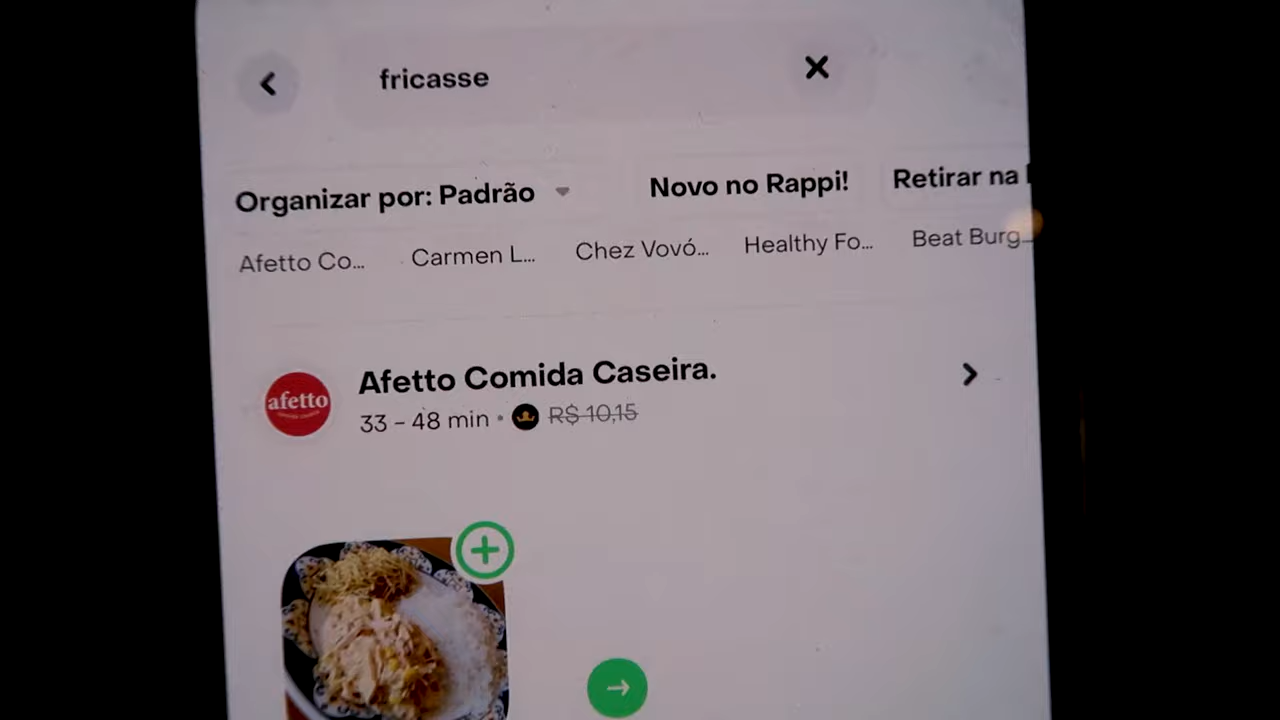 fricasse
Organizar por: Padrão
Novo no Rappi!
Retirar na
Afetto Co...
Carmen L...
Chez Vovó...
Healthy Fo...
Beat Burg...
Afetto Comida Caseira.
afetto
33 – 48 min • R$ 10,15